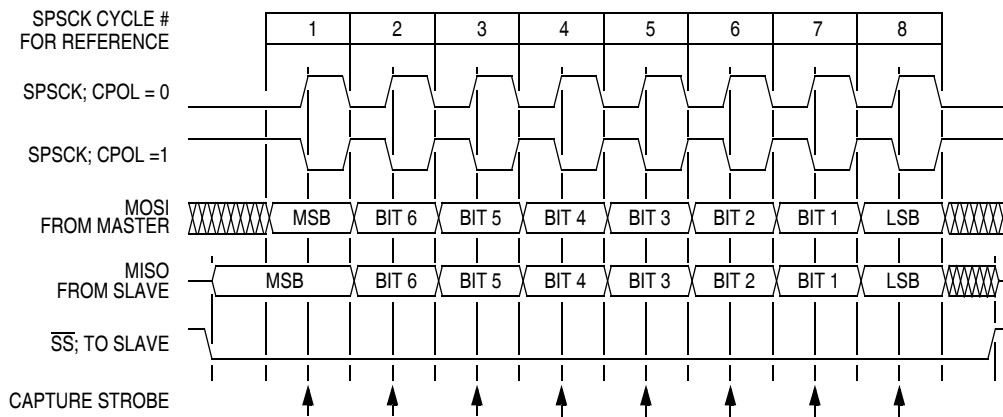 SPSCK CYCLE #
FOR REFERENCE
1 2 3 4 5 6 7 8
SPSCK; CPOL = 0
SPSCK; CPOL =1
MOSI
FROM MASTER
MSB BIT 6 BIT 5 BIT 4 BIT 3 BIT 2 BIT 1 LSB
MISO
FROM SLAVE
MSB BIT 6 BIT 5 BIT 4 BIT 3 BIT 2 BIT 1 LSB
SS; TO SLAVE
CAPTURE STROBE